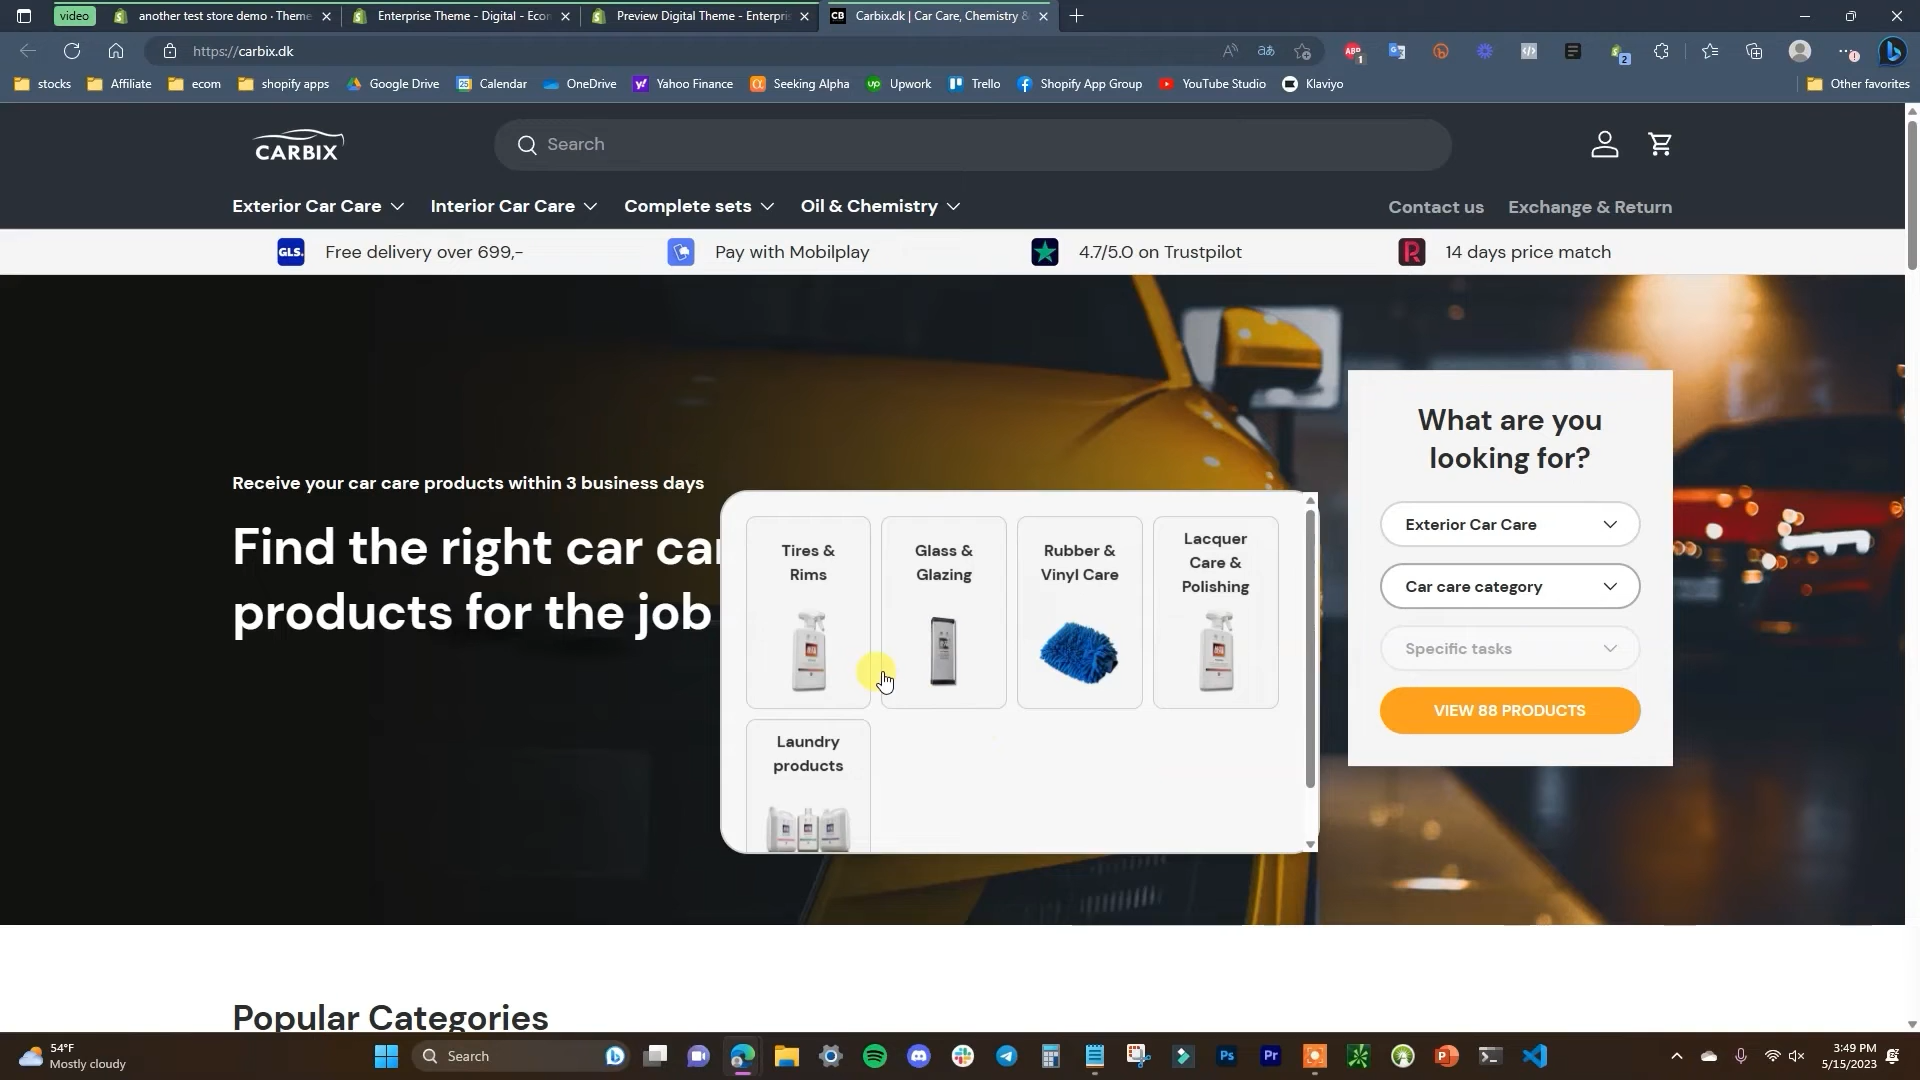 video
another test store demo · Theme
Enterprise Theme - Digital - Ecom
Preview Digital Theme - Enterpris
CB
Carbix.dk | Car Care, Chemistry &
https://carbix.dk
stocks
Affiliate
ecom
shopify apps
Google Drive
Calendar
OneDrive
Yahoo Finance
Seeking Alpha
Upwork
Trello
Shopify App Group
YouTube Studio
Klaviyo
Other favorites
CARBIX
Search
Exterior Car Care
Interior Car Care
Complete sets
Oil & Chemistry
Contact us
Exchange & Return
GLS.
Free delivery over 699,-
Pay with Mobilplay
4.7/5.0 on Trustpilot
14 days price match
Receive your car care products within 3 business days
Find the right car ca
products for the job
Tires &
Rims
Glass &
Glazing
Rubber &
Vinyl Care
Lacquer
Care &
Polishing
Laundry
products
What are you
looking for?
Exterior Car Care
Car care category
Specific tasks
VIEW 88 PRODUCTS
Popular Categories
54°F
Mostly cloudy
Search
3:49 PM
5/15/2023